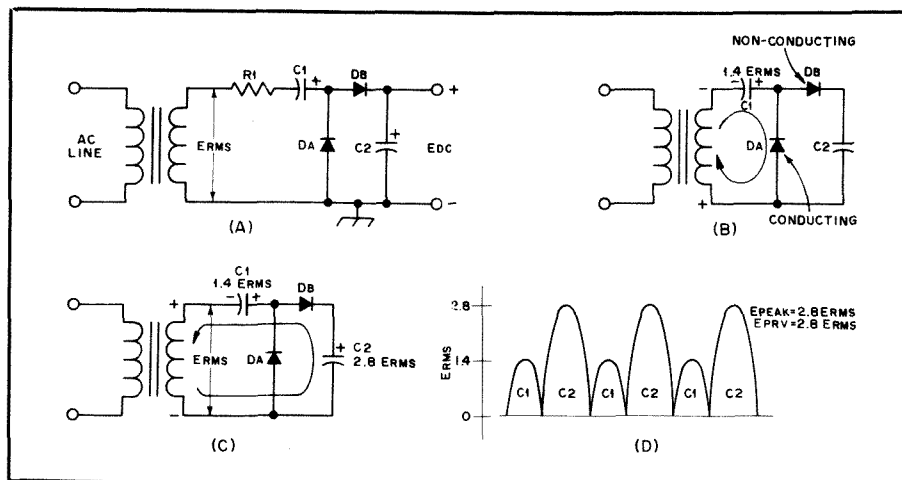 R1
C1
+
DB
+
AC
LINE
ERMS
DA
+
C2
EDC
-
(A)
NON-CONDUCTING
1.4 ERMS
DB
- +
-
C1
DA
C2
+
CONDUCTING
(B)
C1
1.4 ERMS
- +
DB
+
ERMS
DA
+
C2
2.8 ERMS
-
(C)
2.8
EPEAK=2.8 ERMS
EPRV=2.8 ERMS
ERMS
1.4
C1 C2 C1 C2 C1 C2
0
(D)